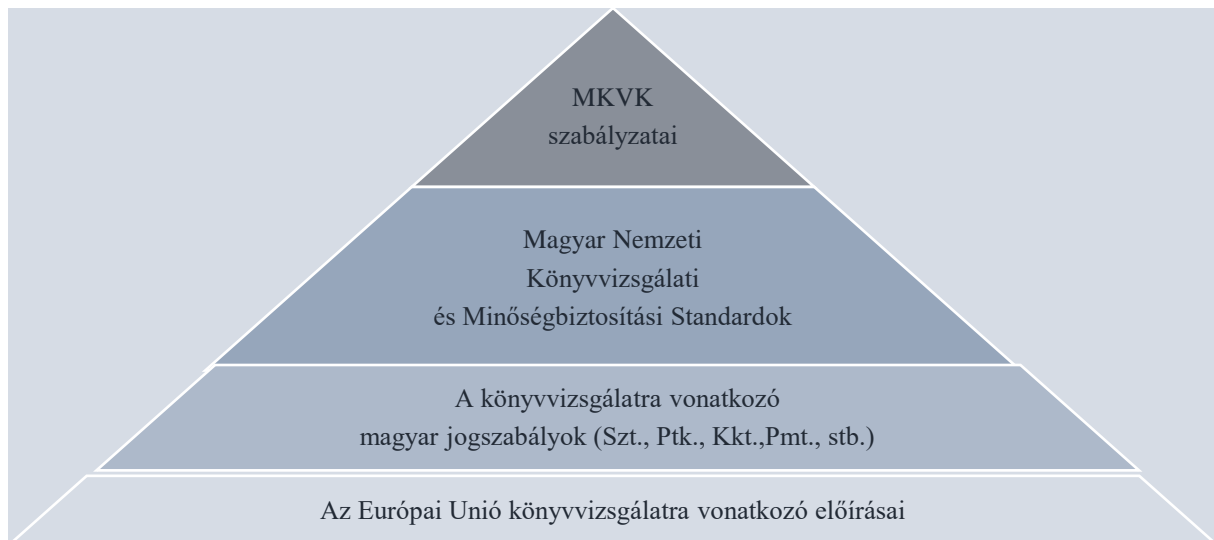 MKVK
szabályzatai
Magyar Nemzeti
Könyvvizsgálati
és Minőségbiztosítási Standardok
A könyvvizsgálatra vonatkozó
magyar jogszabályok (Szt., Ptk., Kkt.,Pmt., stb.)
Az Európai Unió könyvvizsgálatra vonatkozó előírásai